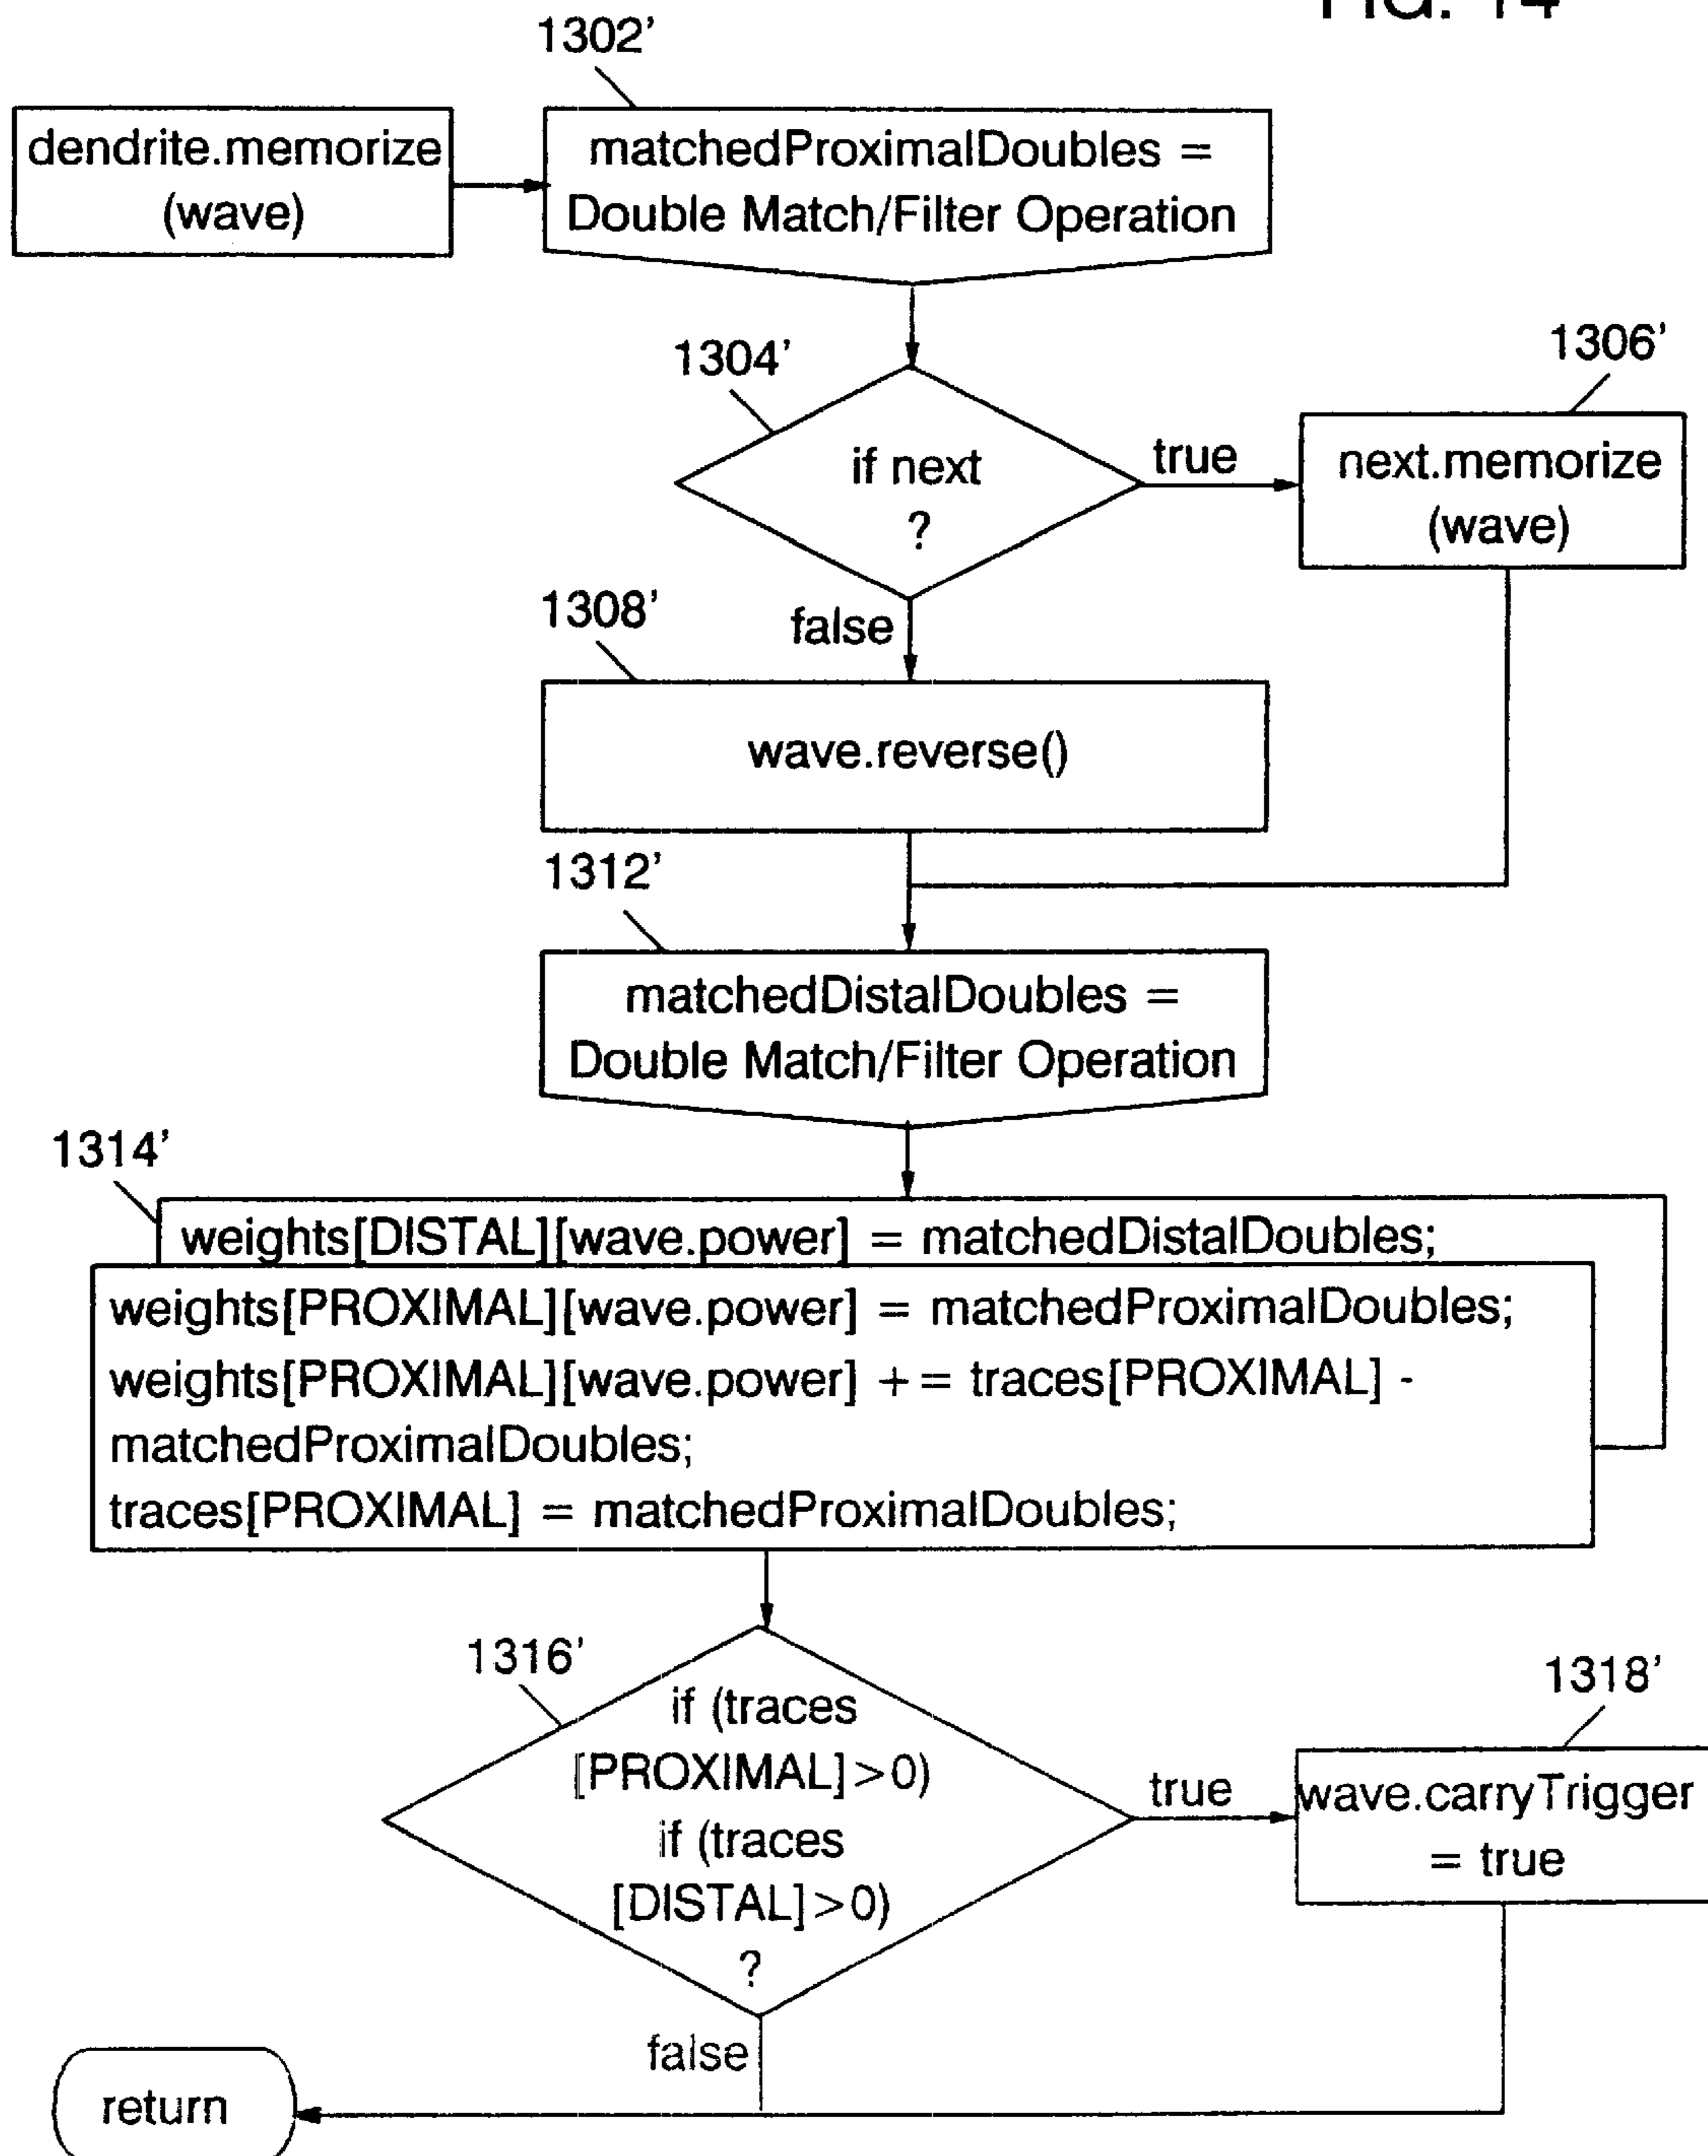 FIG. 14
1302'
dendrite.memorize
(wave)
matchedProximalDoubles =
Double Match/Filter Operation
1304'
if next
?
true
1306'
next.memorize
(wave)
false
1308'
wave.reverse()
1312'
matchedDistalDoubles =
Double Match/Filter Operation
1314'
weights[DISTAL][wave.power] = matchedDistalDoubles;
weights[PROXIMAL][wave.power] = matchedProximalDoubles;
weights[PROXIMAL][wave.power] += traces[PROXIMAL] -
matchedProximalDoubles;
traces[PROXIMAL] = matchedProximalDoubles;
1316'
if (traces
[PROXIMAL]>0)
if (traces
[DISTAL]>0)
?
true
1318'
wave.carryTrigger
= true
false
return